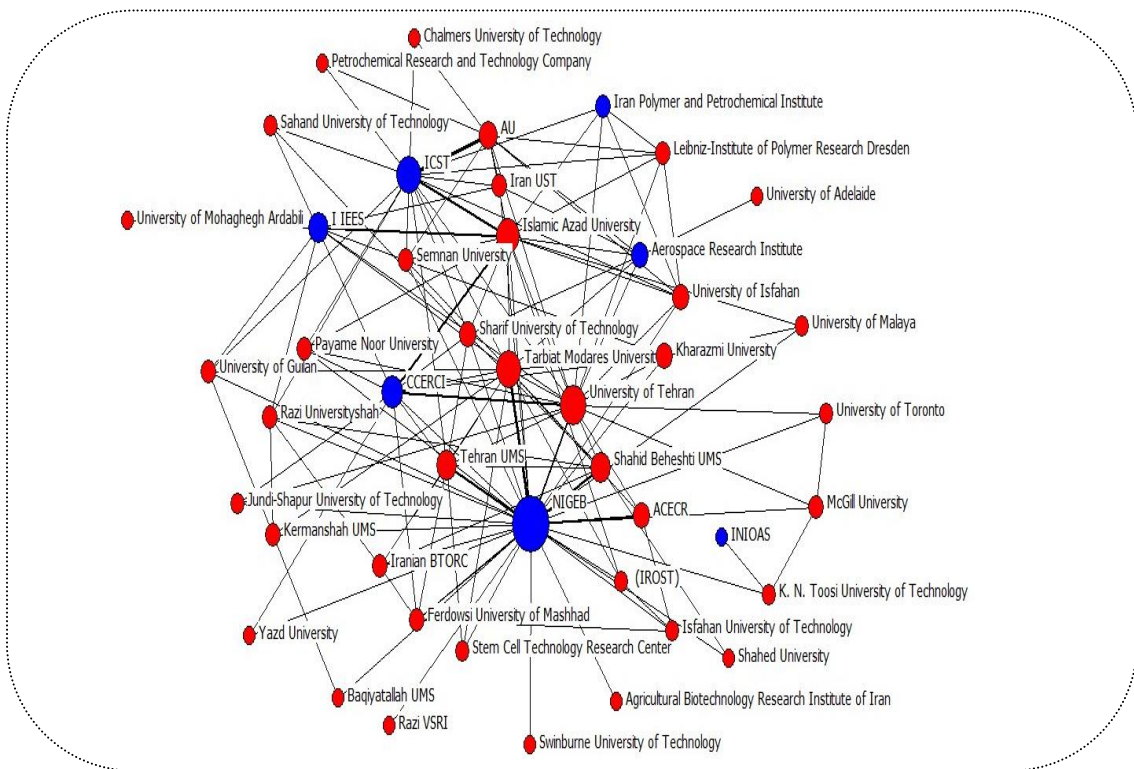 Chalmers University of Technology
Petrochemical Research and Technology Company
Iran Polymer and Petrochemical Institute
Sahand University of Technology
AU
Leibniz-Institute of Polymer Research Dresden
ICST
Iran UST
University of Adelaide
University of Mohaghegh Ardabili
I IEES
Islamic Azad University
Aerospace Research Institute
Semnan University
University of Isfahan
University of Malaya
Sharif University of Technology
Payame Noor University
Tarbiat Modares University
Kharazmi University
University of Guilan
CCERCI
University of Tehran
Razi Universityshah
University of Toronto
Tehran UMS
Shahid Beheshti UMS
Jundi-Shapur University of Technology
NIGEB
ACECR
McGill University
Kermanshah UMS
INIOAS
Iranian BTORC
(IROST)
K. N. Toosi University of Technology
Ferdowsi University of Mashhad
Yazd University
Isfahan University of Technology
Stem Cell Technology Research Center
Shahed University
Baqiyatallah UMS
Agricultural Biotechnology Research Institute of Iran
Razi VSRI
Swinburne University of Technology